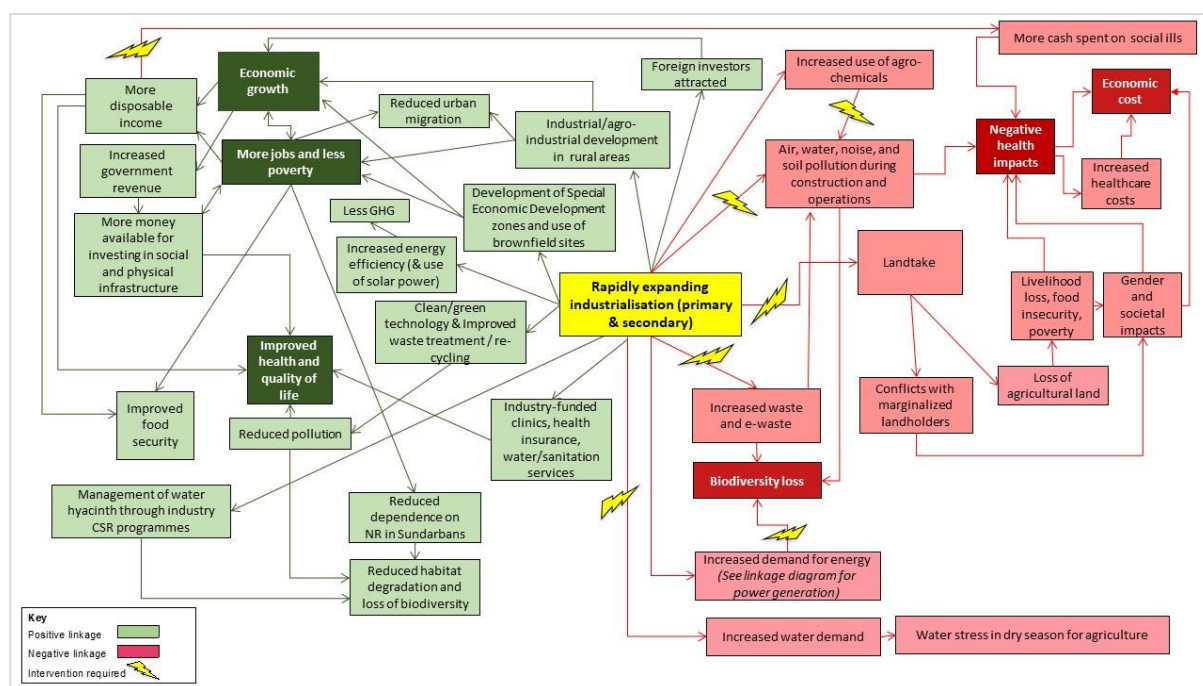 More cash spent on social ills
Economic
growth
Foreign investors
attracted
Increased use of agro-
chemicals
More
disposable
income
Reduced urban
migration
Industrial/agro-
industrial development
in rural areas
Economic
cost
Negative
health
impacts
More jobs and less
poverty
Increased
government
revenue
Air, water, noise, and
soil pollution during
construction and
operations
Increased
healthcare
costs
Less GHG
Development of Special
Economic Development
zones and use of
brownfield sites
More money
available for
investing in social
and physical
infrastructure
Increased energy
efficiency (& use
of solar power)
Landtake
Rapidly expanding
industrialisation (primary
& secondary)
Livelihood
loss, food
insecurity,
poverty
Gender
and
societal
impacts
Clean/green
technology & Improved
waste treatment / re-
cycling
Improved
health and
quality of
life
Loss of
agricultural land
Conflicts with
marginalized
landholders
Improved
food
security
Reduced pollution
Industry-funded
clinics, health
insurance,
water/sanitation
services
Increased waste
and e-waste
Biodiversity loss
Management of water
hyacinth through industry
CSR programmes
Reduced
dependence on
NR in Sundarbans
Increased demand for energy
(See linkage diagram for
power generation)
Reduced habitat
degradation and
loss of biodiversity
Increased water demand
Water stress in dry season for agriculture
Key
Positive linkage
Negative linkage
Intervention required